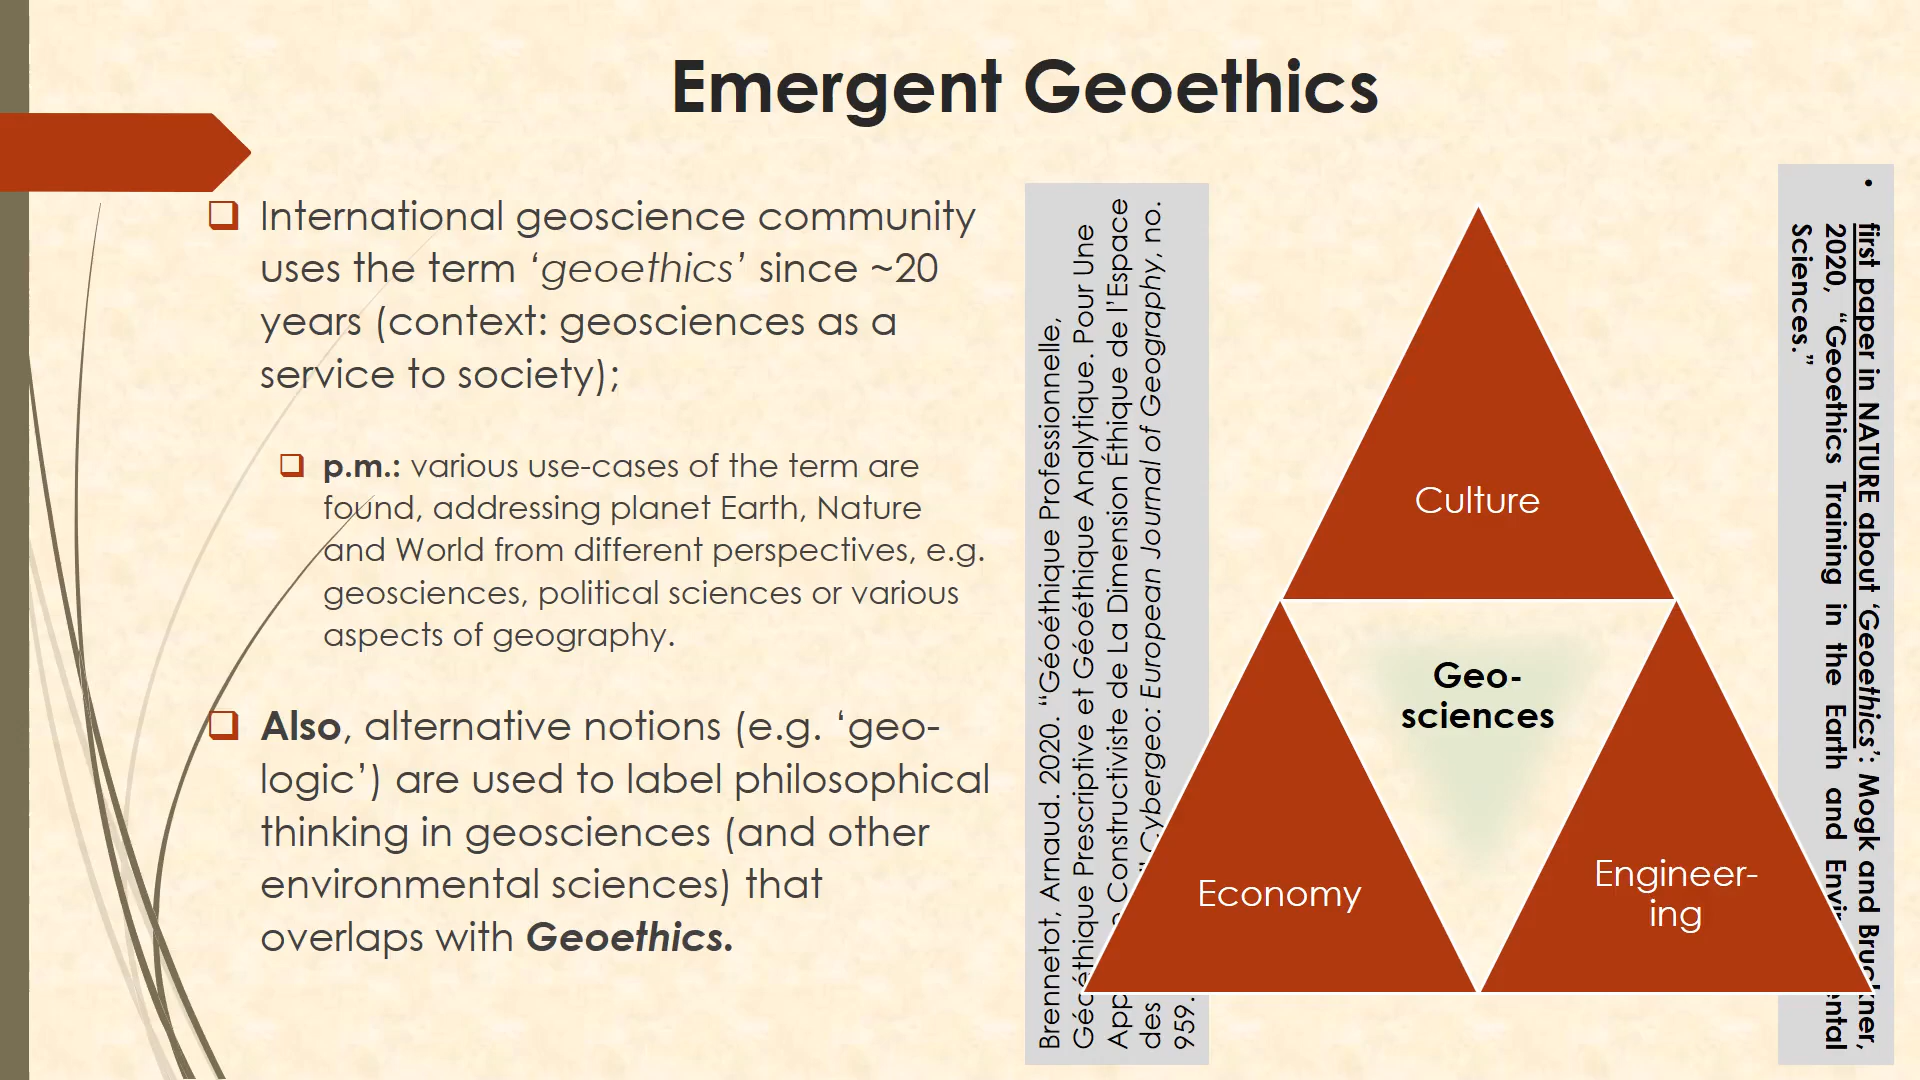 Emergent Geoethics
International geoscience community
uses the term ‘geoethics’ since ~20
years (context: geosciences as a
service to society);
p.m.: various use-cases of the term are
found, addressing planet Earth, Nature
and World from different perspectives, e.g.
geosciences, political sciences or various
aspects of geography.
Also, alternative notions (e.g. ‘geo-
logic’) are used to label philosophical
thinking in geosciences (and other
environmental sciences) that
overlaps with Geoethics.
Brennetot, Arnaud. 2020. “Géoéthique Professionnelle,
Géoéthique Prescriptive et Géoéthique Analytique. Pour Une
Constructiviste de La Dimension Éthique de l’Espace
des Cybergeo: European Journal of Geography, no.
959.
Culture
Geo-
sciences
Economy
Engineer-
ing
• first paper in NATURE about ‘Geoethics’: Mogk and Bruckner,
2020, “Geoethics Training in the Earth and
Sciences.”